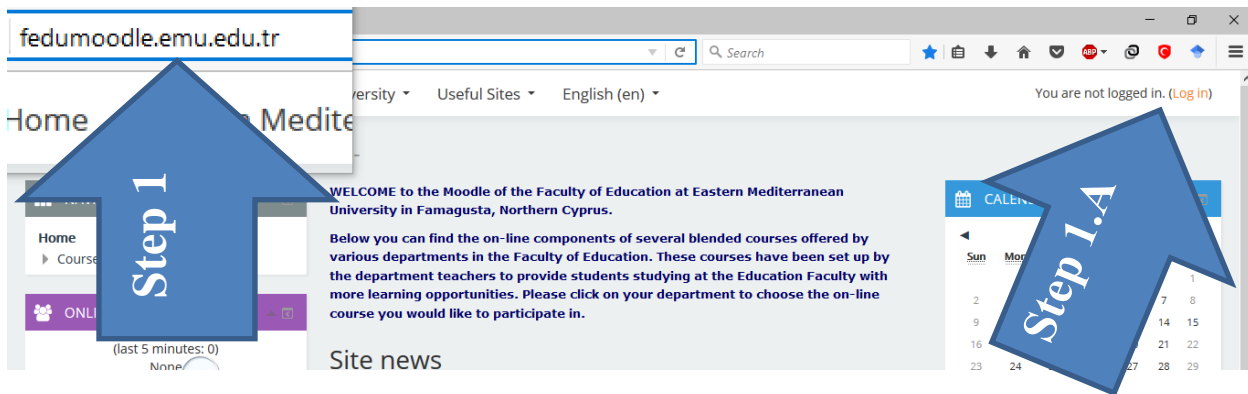 fedumoodle.emu.edu.tr
Search
ABP
Useful Sites
English (en)
You are not logged in. (Log in)
Home
Medite
Step 1
Step 1.A
Home
Cours
ONLI
(last 5 minutes: 0)
None
WELCOME to the Moodle of the Faculty of Education at Eastern Mediterranean
University in Famagusta, Northern Cyprus.
Below you can find the on-line components of several blended courses offered by
various departments in the Faculty of Education. These courses have been set up by
the department teachers to provide students studying at the Education Faculty with
more learning opportunities. Please click on your department to choose the on-line
course you would like to participate in.
Site news
CALEN
Sun Mon
1
2 7 8
9 14 15
16 21 22
23 24 27 28 29